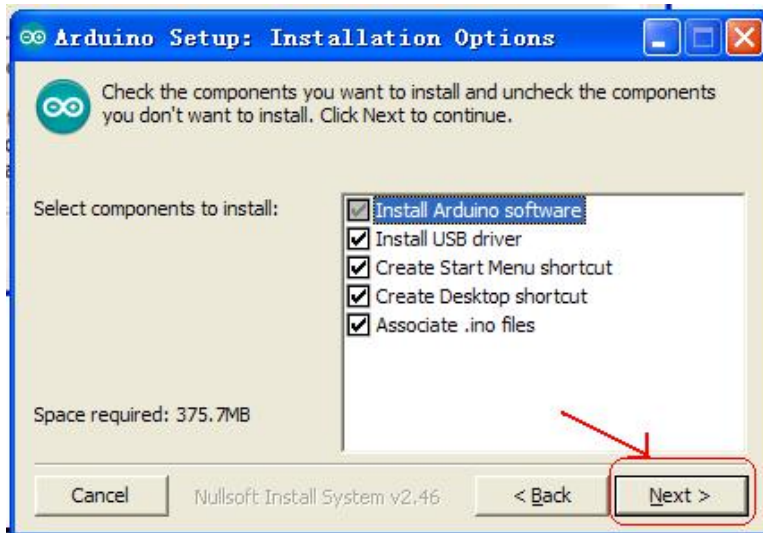 Arduino Setup: Installation Options
Check the components you want to install and uncheck the components
you don't want to install. Click Next to continue.
Select components to install:
Install Arduino software
Install USB driver
Create Start Menu shortcut
Create Desktop shortcut
Associate .ino files
Space required: 375.7MB
Cancel
Nullsoft Install System v2.46
< Back
Next >